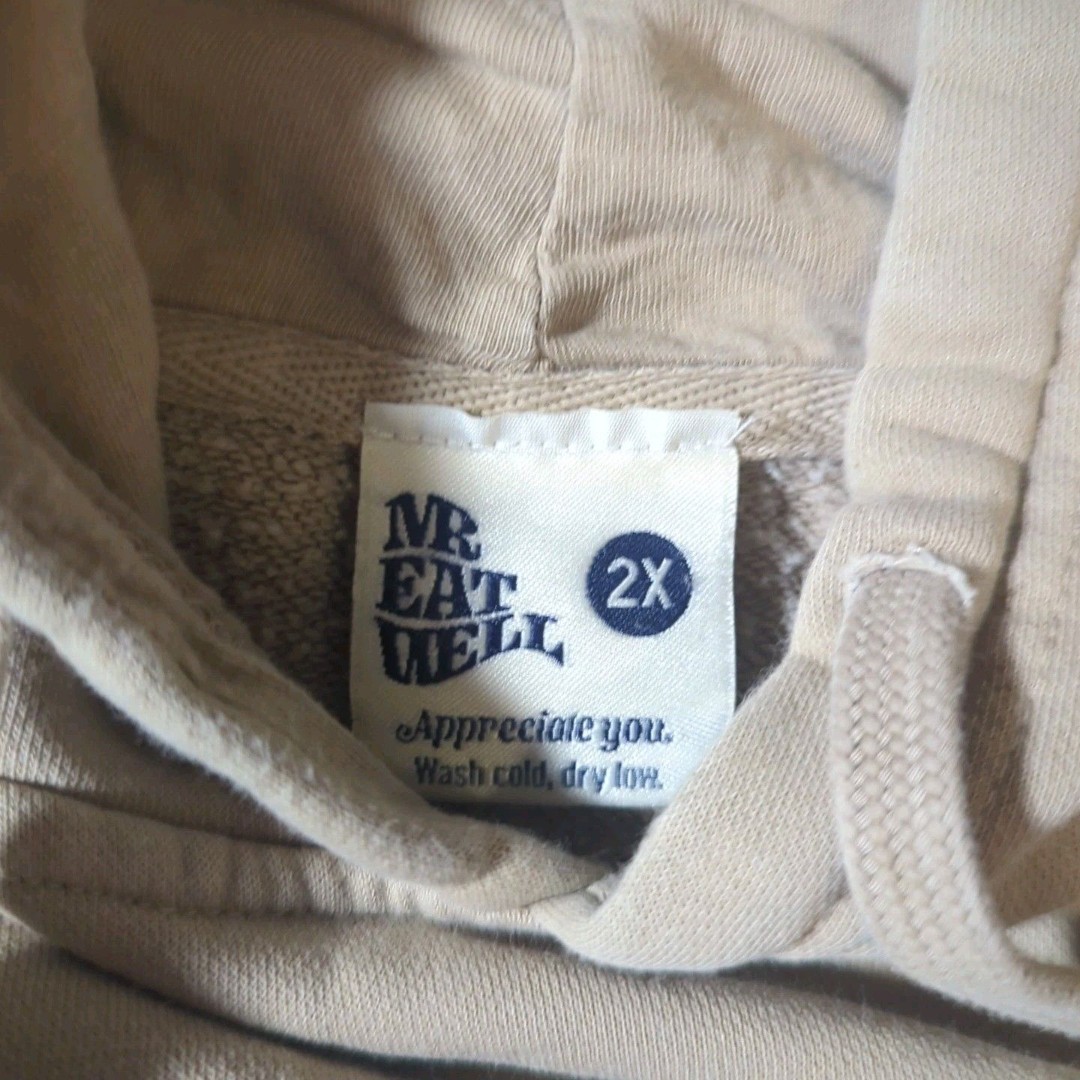 MR
EAT
WELL
2X
Appreciate you.
Wash cold, dry low.